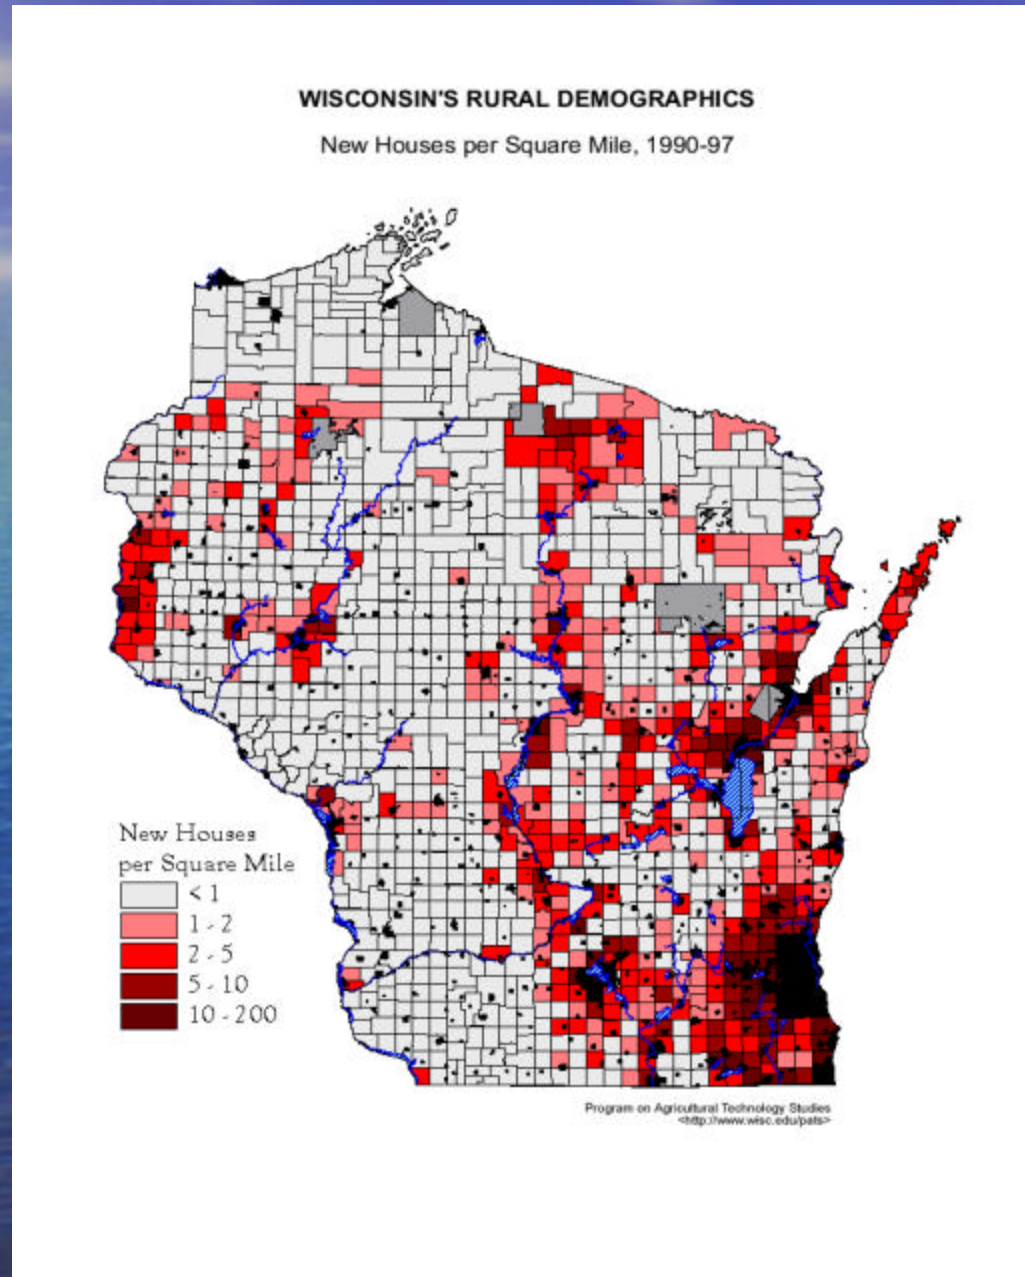 WISCONSIN'S RURAL DEMOGRAPHICS
New Houses per Square Mile, 1990-97
New Houses
per Square Mile
< 1
1 - 2
2 - 5
5 - 10
10 - 200
Program on Agricultural Technology Studies
<http://www.wisc.edu/pats>